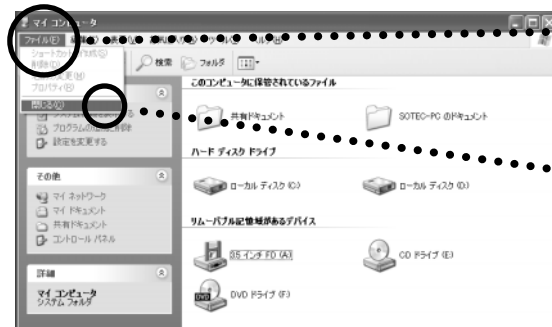 マイ コンピュータ
ファイル(F)
ショートカットの作成(S)
削除(D)
プロパティ(R)
閉じる(C)
検索
フォルダ
プログラムの追加と削除
設定を変更する
その他
マイ ネットワーク
マイ ドキュメント
共有ドキュメント
コントロール パネル
詳細
マイ コンピュータ
システム フォルダ
このコンピュータに保管されているファイル
共有ドキュメント
SOTEC-PC のドキュメント
ハード ディスク ドライブ
ローカル ディスク (C:)
ローカル ディスク (D:)
リムーバブル記憶域があるデバイス
3.5 インチ FD (A:)
CD ドライブ (E:)
DVD ドライブ (F:)